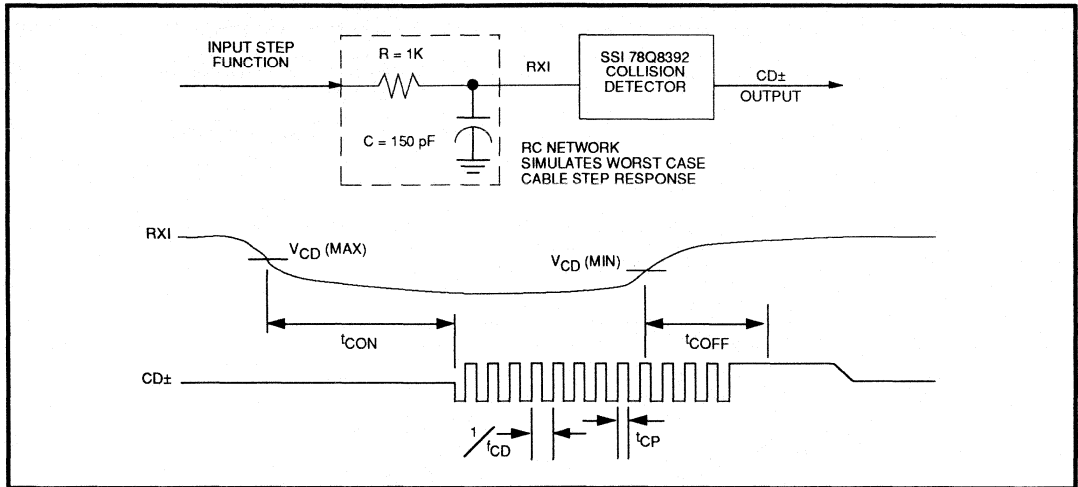 INPUT STEP
FUNCTION
R = 1K
C = 150 pF
RXI
SSI 78Q8392
COLLISION
DETECTOR
CD±
OUTPUT
RC NETWORK
SIMULATES WORST CASE
CABLE STEP RESPONSE
RXI
VCD (MAX)
VCD (MIN)
tCON
tCOFF
CD±
1/fCD
tCP